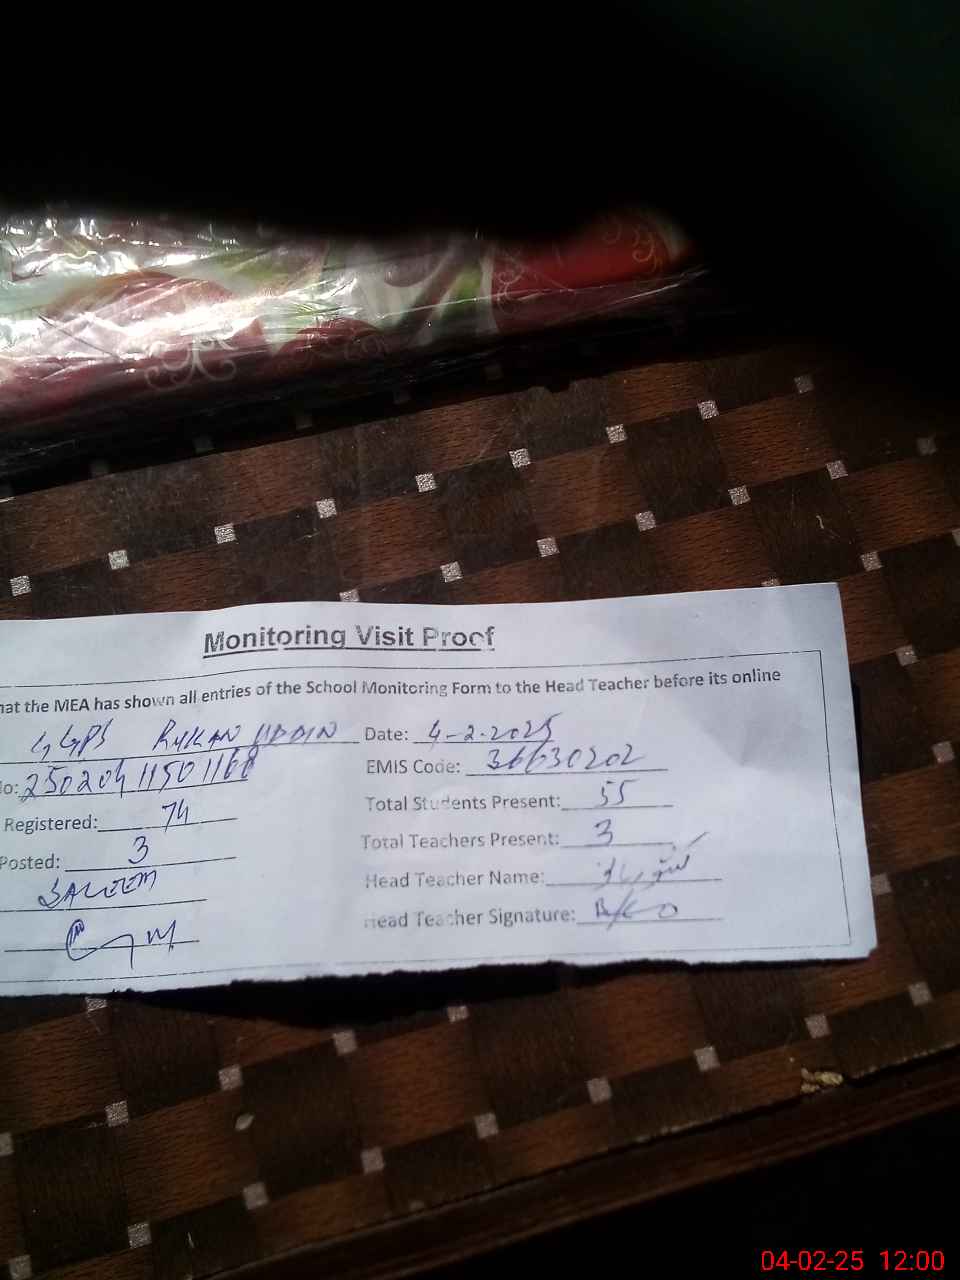 Monitoring Visit Proof
hat the MEA has shown all entries of the School Monitoring Form to the Head Teacher before its online
GGPS RUKAN UDDIN Date: 4-2-2025
No: 250204 11501168 EMIS Code: 36630202
Registered: 74 Total Students Present: 55
Posted: 3 Total Teachers Present: 3
SALEEM Head Teacher Name:
Head Teacher Signature:
04-02-25 12:00